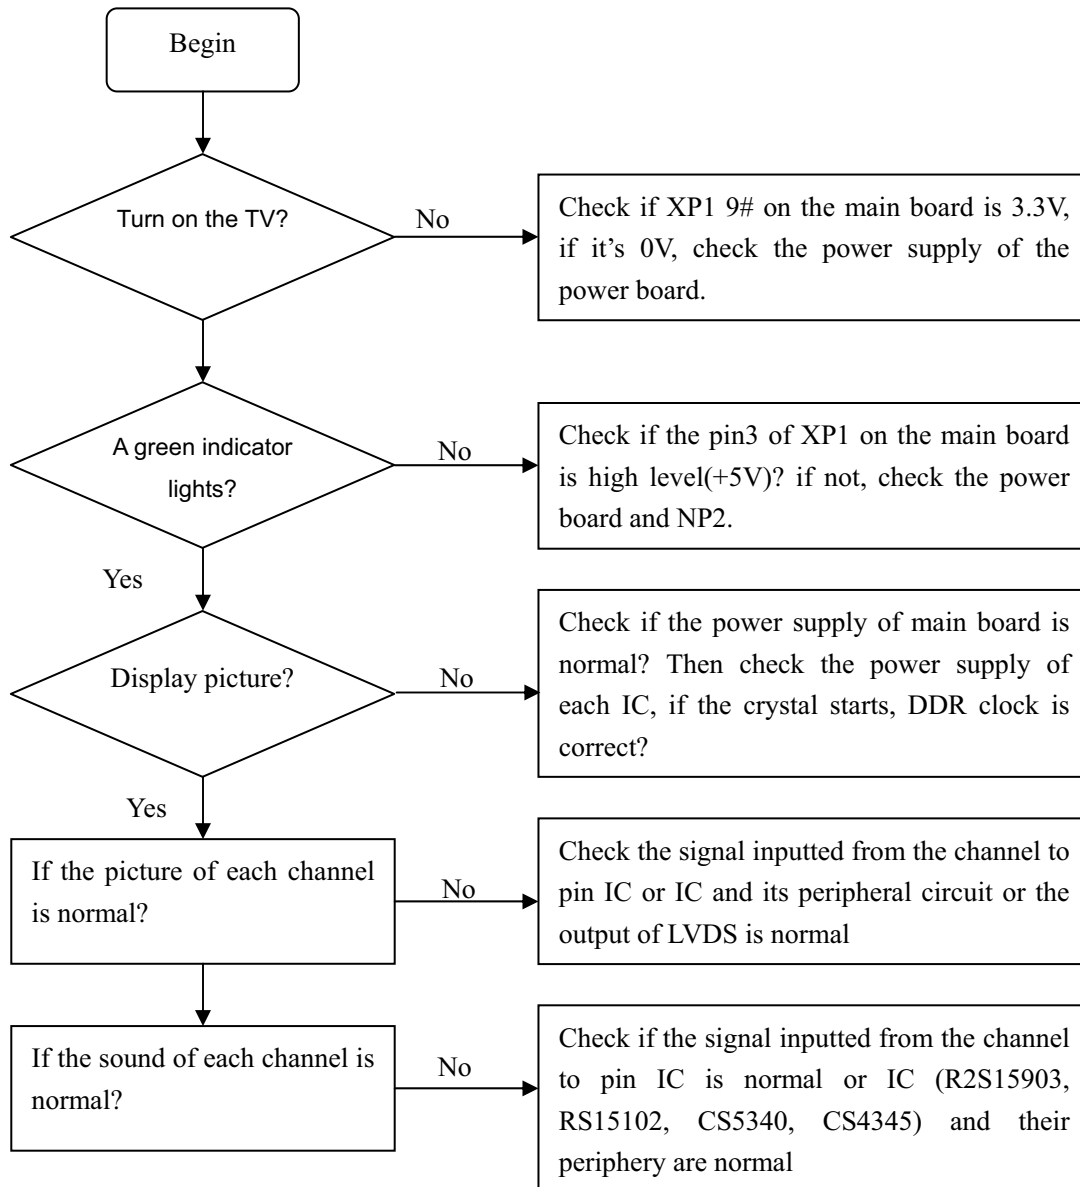 Begin
Turn on the TV?
No
Check if XP1 9# on the main board is 3.3V,
if it's 0V, check the power supply of the
power board.
A green indicator
lights?
No
Check if the pin3 of XP1 on the main board
is high level(+5V)? if not, check the power
board and NP2.
Yes
Display picture?
No
Check if the power supply of main board is
normal? Then check the power supply of
each IC, if the crystal starts, DDR clock is
correct?
Yes
If the picture of each channel
is normal?
No
Check the signal inputted from the channel to
pin IC or IC and its peripheral circuit or the
output of LVDS is normal
If the sound of each channel is
normal?
No
Check if the signal inputted from the channel
to pin IC is normal or IC (R2S15903,
RS15102, CS5340, CS4345) and their
periphery are normal